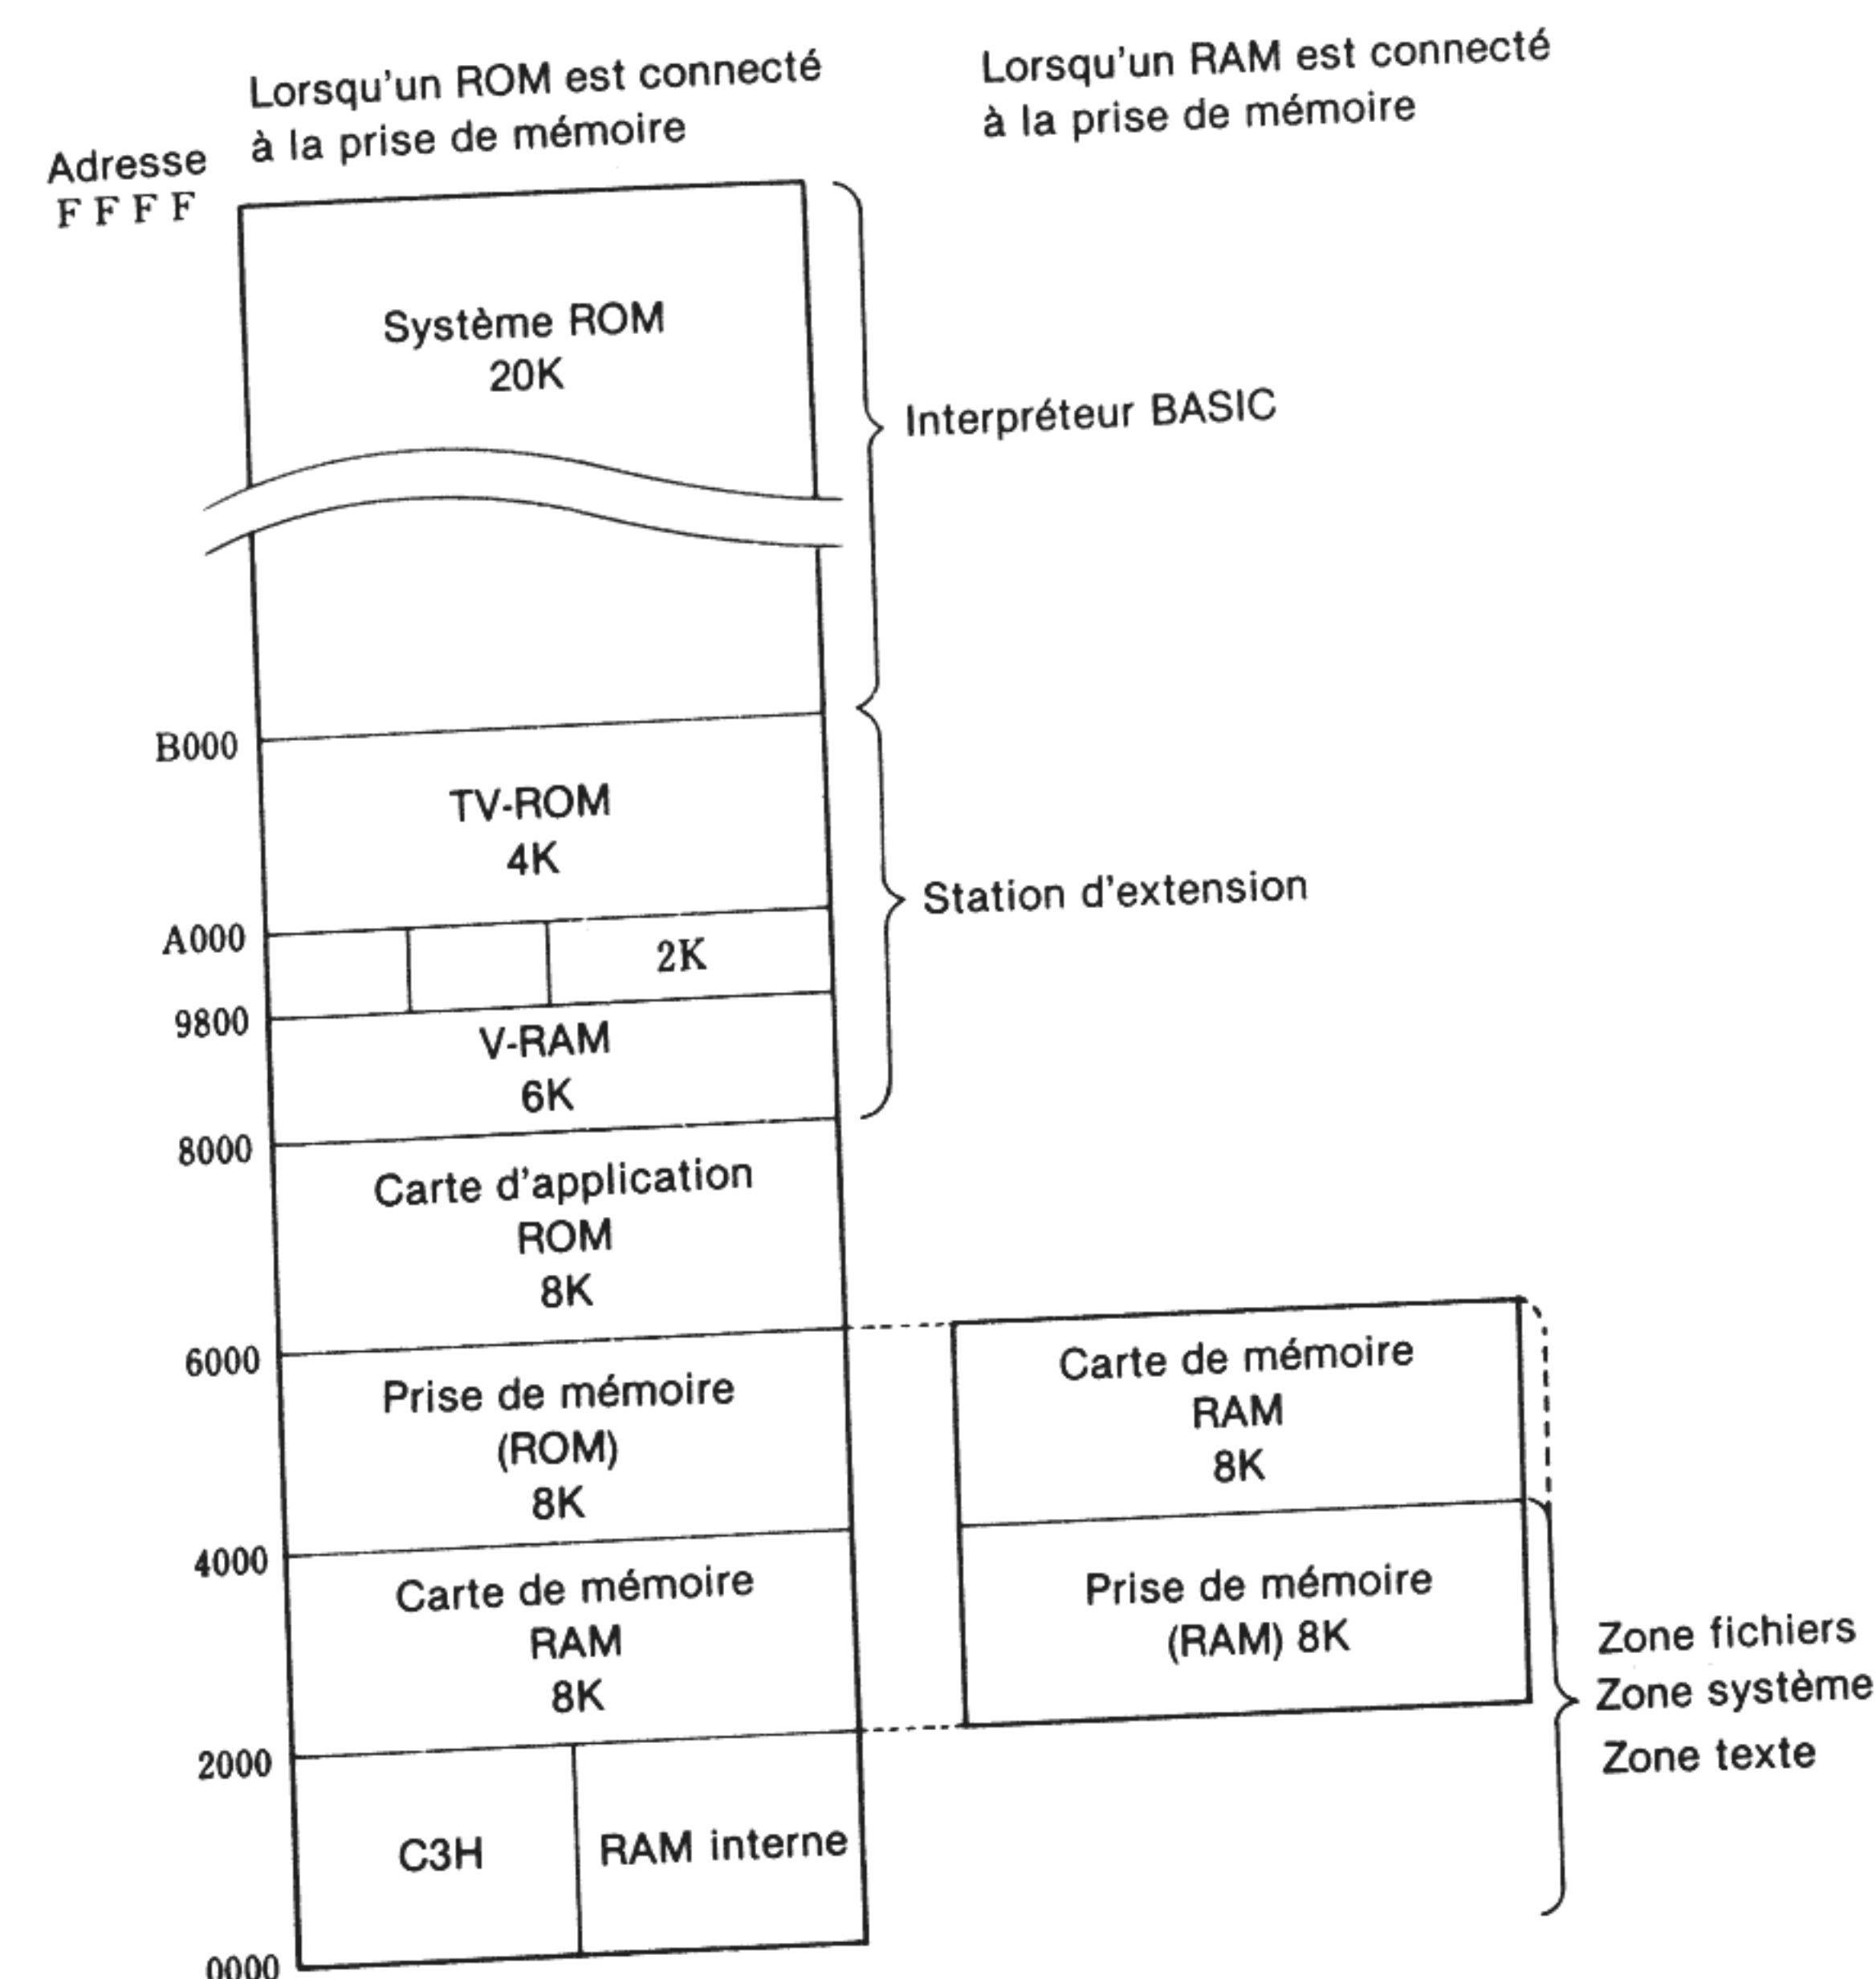 Lorsqu'un ROM est connecté
à la prise de mémoire
Lorsqu'un RAM est connecté
à la prise de mémoire
Adresse
FFFF
Système ROM
20K
Interpréteur BASIC
B000
TV-ROM
4K
Station d'extension
A000
2K
9800
V-RAM
6K
8000
Carte d'application
ROM
8K
6000
Prise de mémoire
(ROM)
8K
Carte de mémoire
RAM
8K
4000
Carte de mémoire
RAM
8K
Prise de mémoire
(RAM) 8K
Zone fichiers
Zone système
Zone texte
2000
C3H
RAM interne
0000